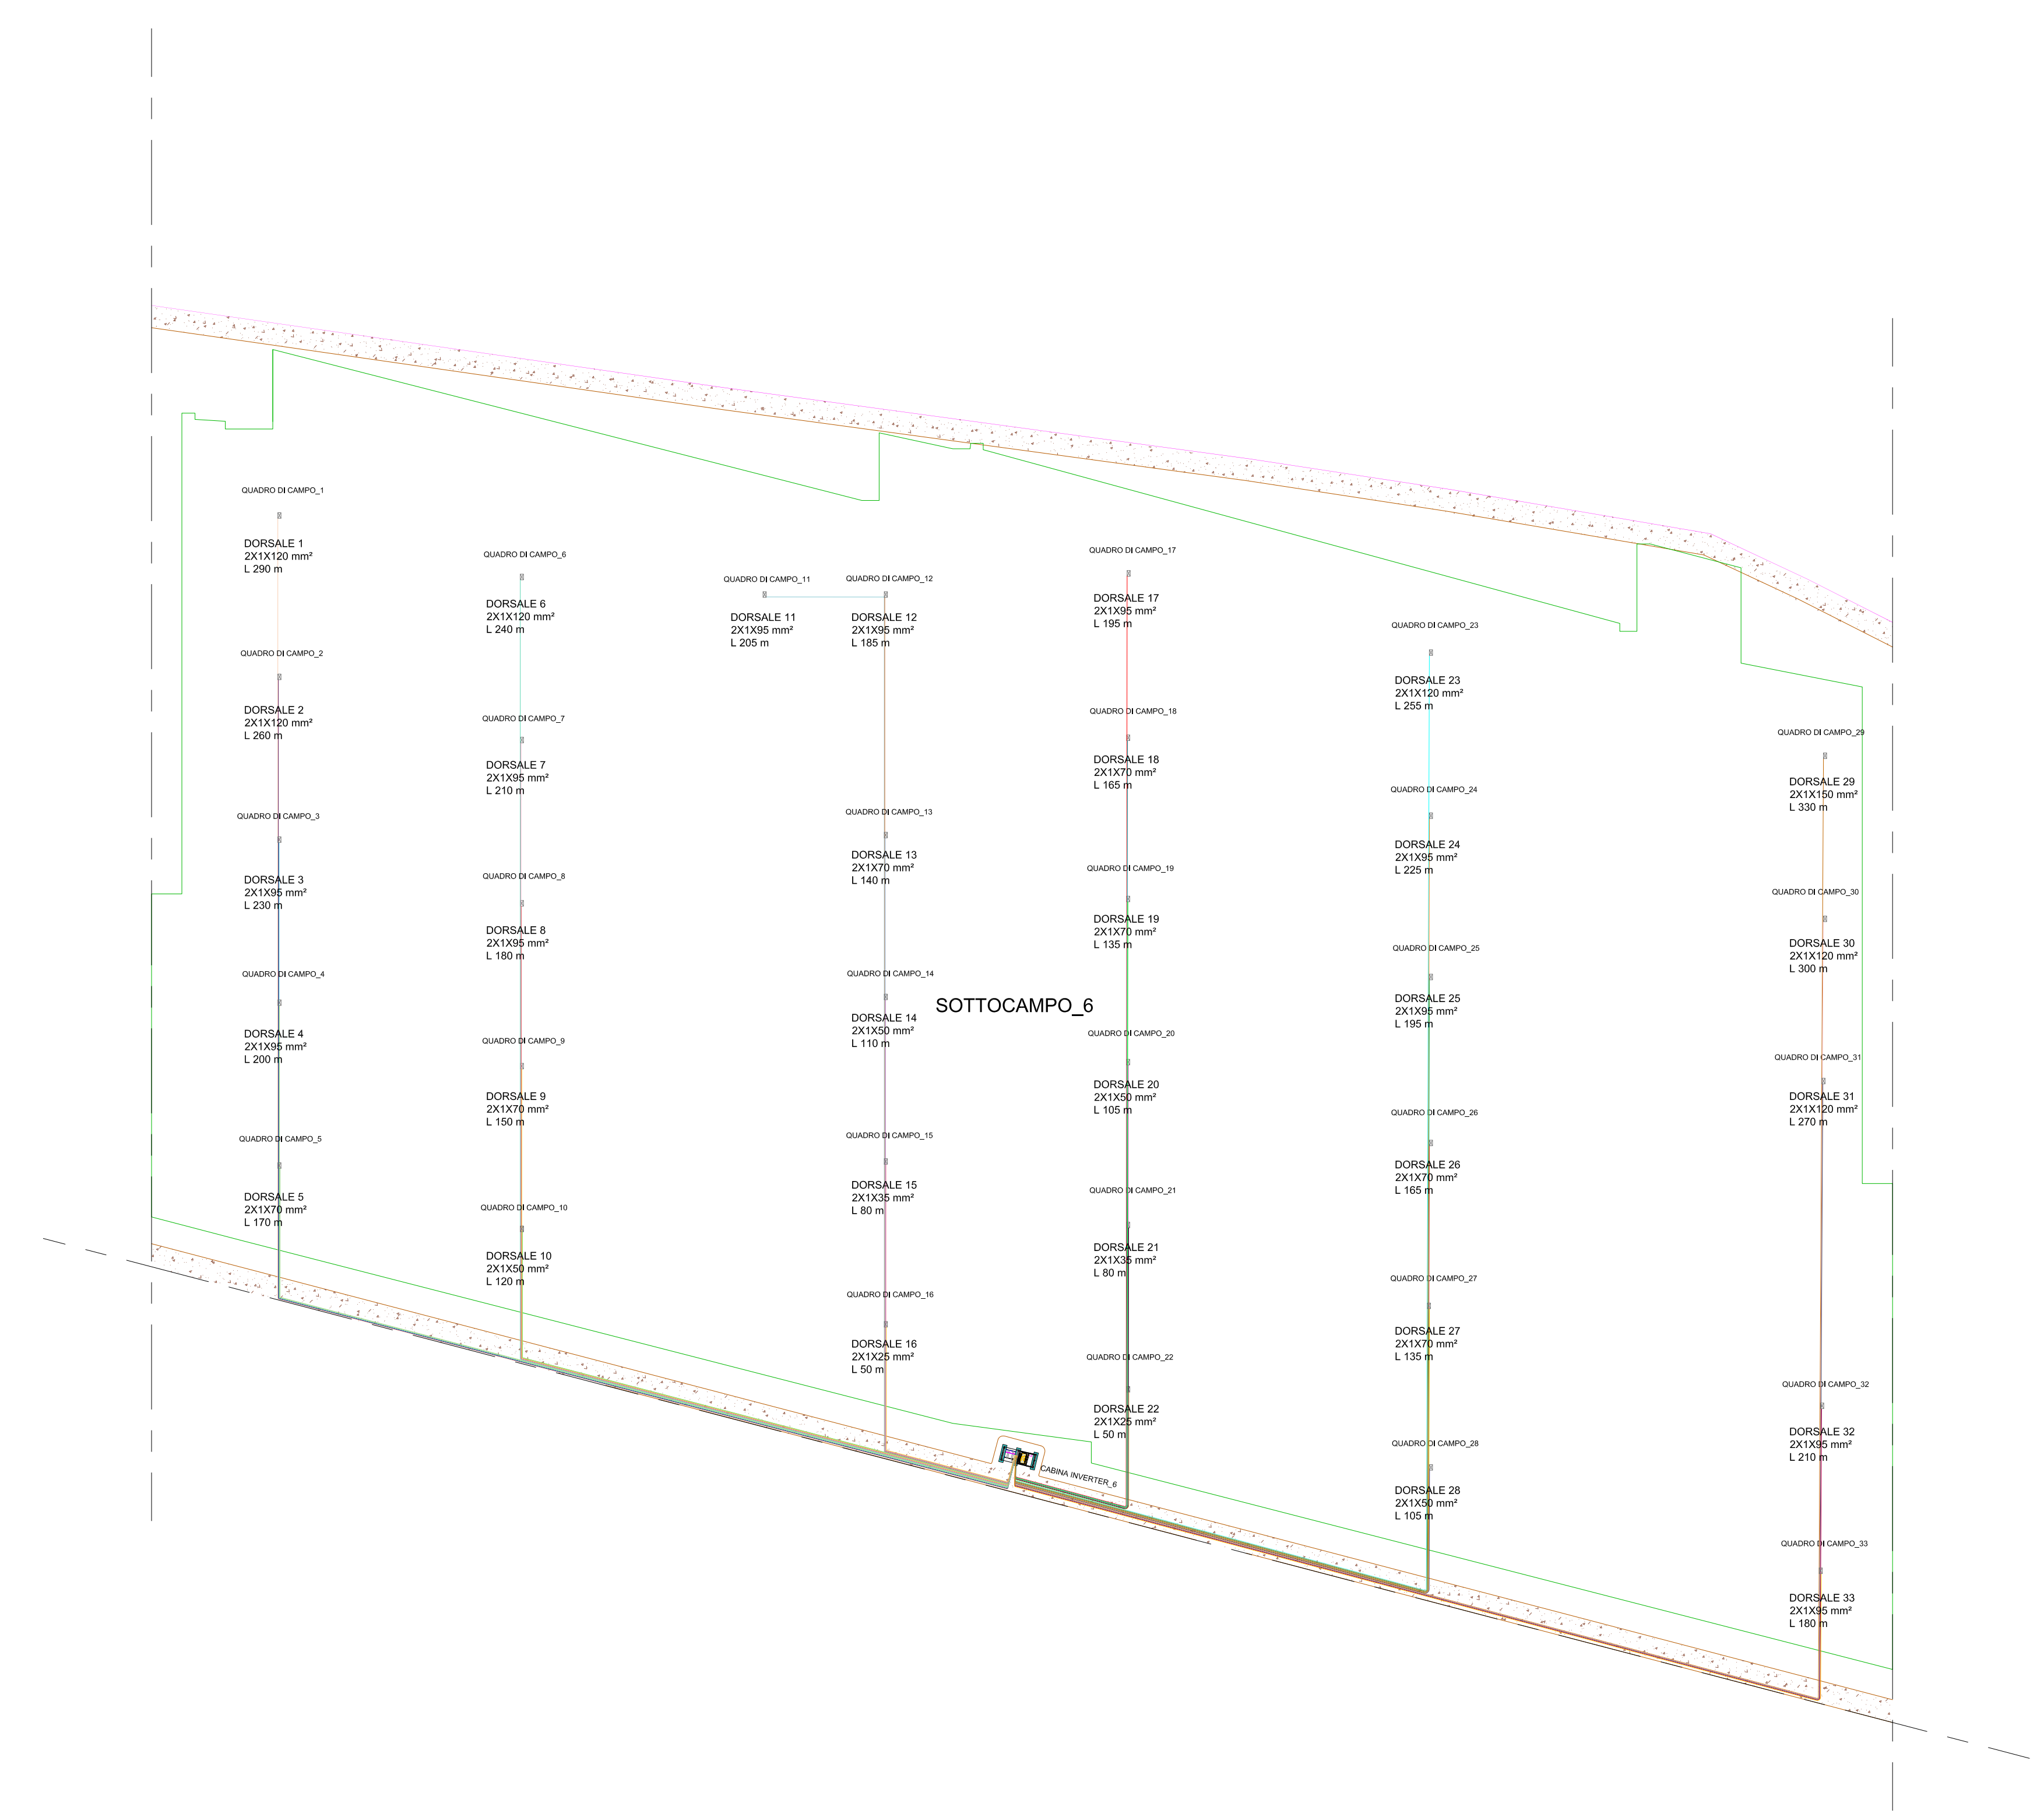 QUADRO DI CAMPO_1
DORSALE 1
2X1X120 mm²
L 290 m
QUADRO DI CAMPO_2
DORSALE 2
2X1X120 mm²
L 260 m
QUADRO DI CAMPO_3
DORSALE 3
2X1X95 mm²
L 230 m
QUADRO DI CAMPO_4
DORSALE 4
2X1X95 mm²
L 200 m
QUADRO DI CAMPO_5
DORSALE 5
2X1X70 mm²
L 170 m
QUADRO DI CAMPO_6
DORSALE 6
2X1X120 mm²
L 240 m
QUADRO DI CAMPO_7
DORSALE 7
2X1X95 mm²
L 210 m
QUADRO DI CAMPO_8
DORSALE 8
2X1X95 mm²
L 180 m
QUADRO DI CAMPO_9
DORSALE 9
2X1X70 mm²
L 150 m
QUADRO DI CAMPO_10
DORSALE 10
2X1X50 mm²
L 120 m
QUADRO DI CAMPO_11
DORSALE 11
2X1X95 mm²
L 205 m
QUADRO DI CAMPO_12
DORSALE 12
2X1X95 mm²
L 185 m
QUADRO DI CAMPO_13
DORSALE 13
2X1X70 mm²
L 140 m
QUADRO DI CAMPO_14
DORSALE 14
2X1X50 mm²
L 110 m
QUADRO DI CAMPO_15
DORSALE 15
2X1X35 mm²
L 80 m
QUADRO DI CAMPO_16
DORSALE 16
2X1X25 mm²
L 50 m
SOTTOCAMPO_6
CABINA INVERTER_6
QUADRO DI CAMPO_17
DORSALE 17
2X1X95 mm²
L 195 m
QUADRO DI CAMPO_18
DORSALE 18
2X1X70 mm²
L 165 m
QUADRO DI CAMPO_19
DORSALE 19
2X1X70 mm²
L 135 m
QUADRO DI CAMPO_20
DORSALE 20
2X1X50 mm²
L 105 m
QUADRO DI CAMPO_21
DORSALE 21
2X1X35 mm²
L 80 m
QUADRO DI CAMPO_22
DORSALE 22
2X1X25 mm²
L 50 m
QUADRO DI CAMPO_23
DORSALE 23
2X1X120 mm²
L 255 m
QUADRO DI CAMPO_24
DORSALE 24
2X1X95 mm²
L 225 m
QUADRO DI CAMPO_25
DORSALE 25
2X1X95 mm²
L 195 m
QUADRO DI CAMPO_26
DORSALE 26
2X1X70 mm²
L 165 m
QUADRO DI CAMPO_27
DORSALE 27
2X1X70 mm²
L 135 m
QUADRO DI CAMPO_28
DORSALE 28
2X1X50 mm²
L 105 m
QUADRO DI CAMPO_29
DORSALE 29
2X1X150 mm²
L 330 m
QUADRO DI CAMPO_30
DORSALE 30
2X1X120 mm²
L 300 m
QUADRO DI CAMPO_31
DORSALE 31
2X1X120 mm²
L 270 m
QUADRO DI CAMPO_32
DORSALE 32
2X1X95 mm²
L 210 m
QUADRO DI CAMPO_33
DORSALE 33
2X1X95 mm²
L 180 m